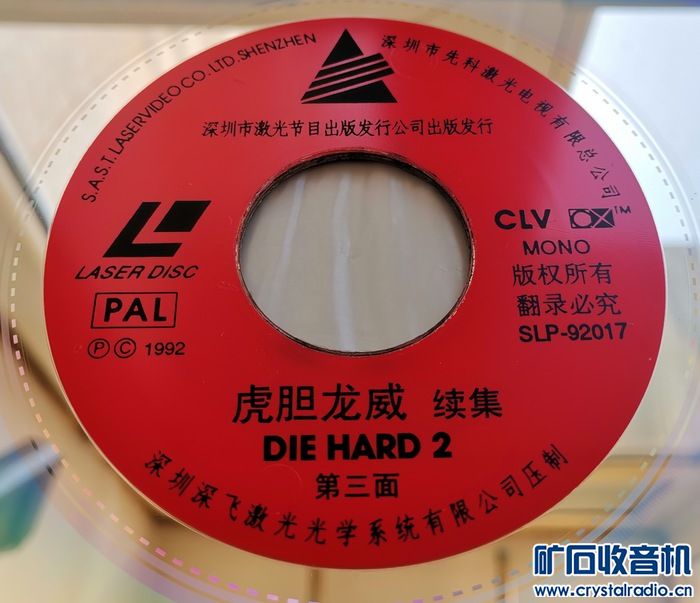 S.A.S.T. LASERVIDEO CO. LTD. SHENZHEN
深圳市先科激光电视有限总公司
深圳市激光节目出版发行公司出版发行
LASER DISC
PAL
Ⓟ Ⓒ 1992
CLV CX™
MONO
版权所有
翻录必究
SLP-92017
虎胆龙威 续集
DIE HARD 2
第三面
深圳深飞激光光学系统有限公司压制
矿石收音机
www.crystalradio.cn